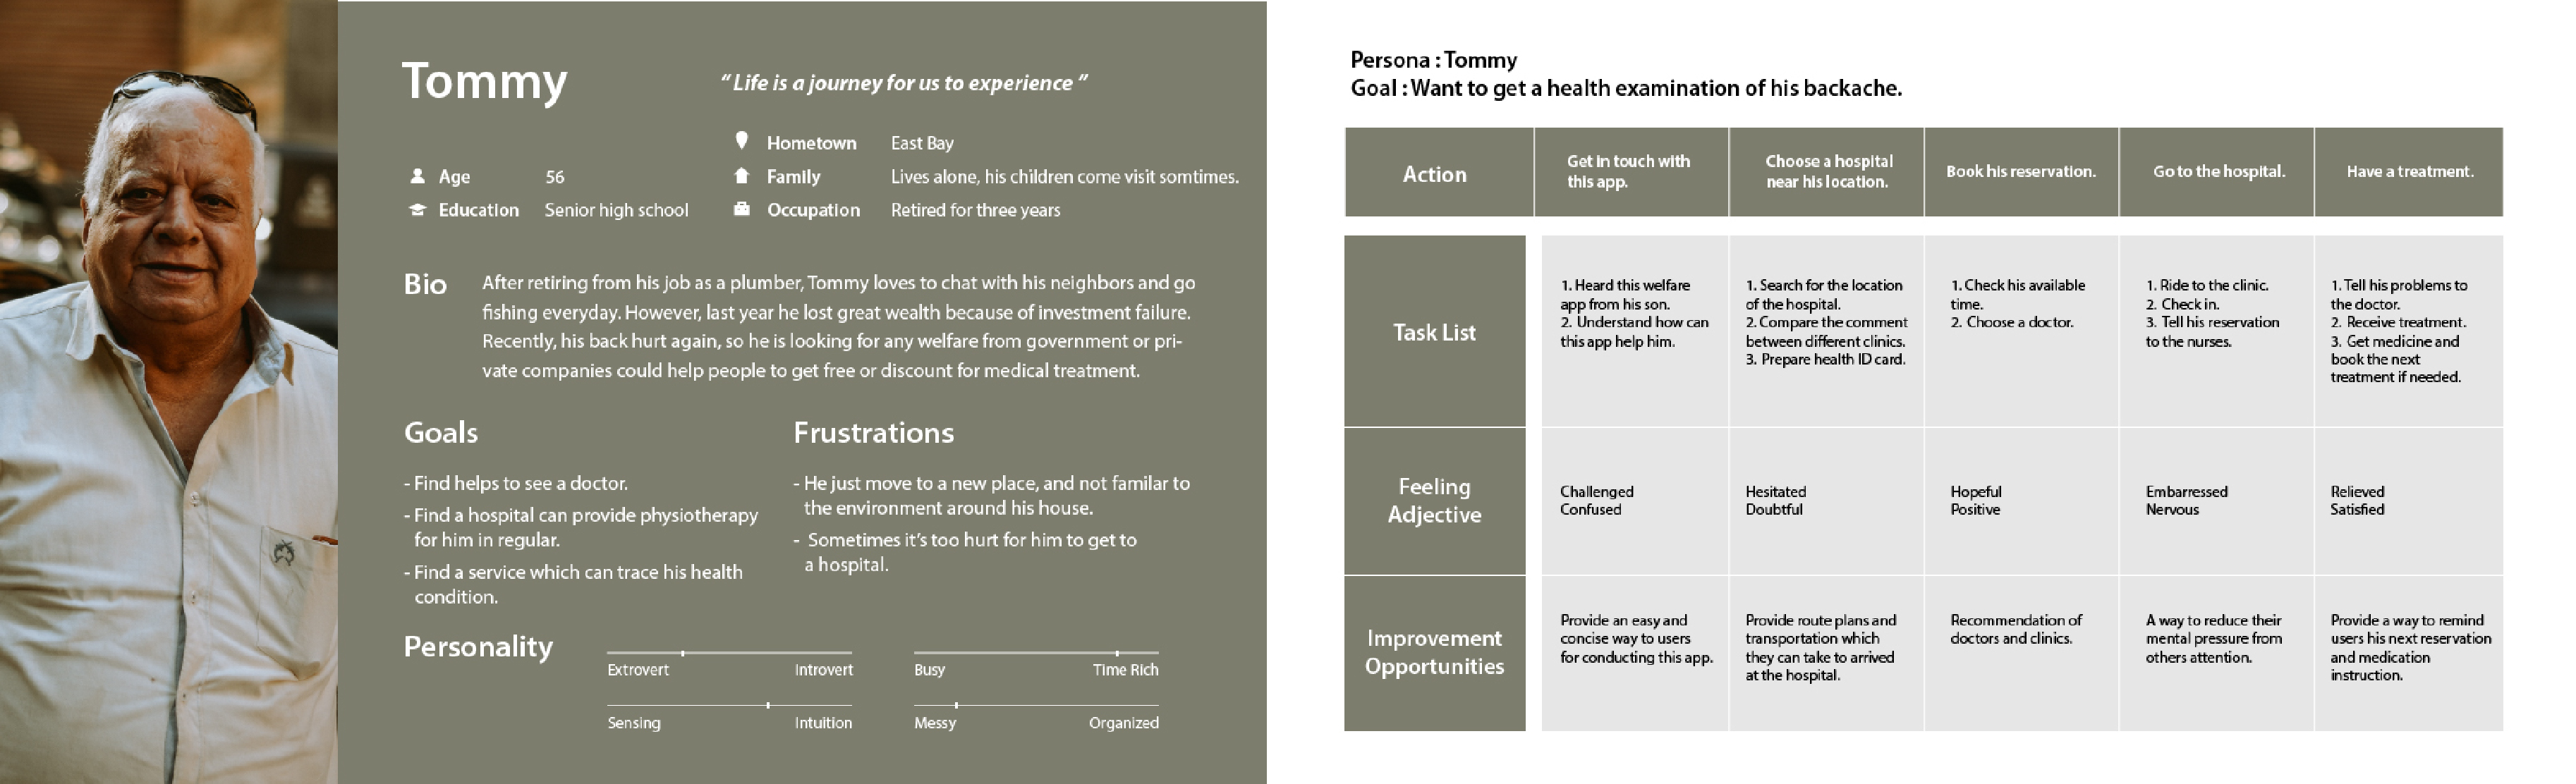 Tommy
“ Life is a journey for us to experience ”
Hometown East Bay
Age 56
Family Lives alone, his children come visit somtimes.
Education Senior high school
Occupation Retired for three years
Bio
After retiring from his job as a plumber, Tommy loves to chat with his neighbors and go
fishing everyday. However, last year he lost great wealth because of investment failure.
Recently, his back hurt again, so he is looking for any welfare from government or pri-
vate companies could help people to get free or discount for medical treatment.
Goals
- Find helps to see a doctor.
- Find a hospital can provide physiotherapy
for him in regular.
- Find a service which can trace his health
condition.
Frustrations
- He just move to a new place, and not familar to
the environment around his house.
- Sometimes it’s too hurt for him to get to
a hospital.
Personality
Extrovert Introvert
Busy Time Rich
Sensing Intuition
Messy Organized
Persona : Tommy
Goal : Want to get a health examination of his backache.
Action
Get in touch with
this app.
Choose a hospital
near his location.
Book his reservation.
Go to the hospital.
Have a treatment.
Task List
1. Heard this welfare
app from his son.
2. Understand how can
this app help him.
1. Search for the location
of the hospital.
2. Compare the comment
between different clinics.
3. Prepare health ID card.
1. Check his available
time.
2. Choose a doctor.
1. Ride to the clinic.
2. Check in.
3. Tell his reservation
to the nurses.
1. Tell his problems to
the doctor.
2. Receive treatment.
3. Get medicine and
book the next
treatment if needed.
Feeling
Adjective
Challenged
Confused
Hesitated
Doubtful
Hopeful
Positive
Embarressed
Nervous
Relieved
Satisfied
Improvement
Opportunities
Provide an easy and
concise way to users
for conducting this app.
Provide route plans and
transportation which
they can take to arrived
at the hospital.
Recommendation of
doctors and clinics.
A way to reduce their
mental pressure from
others attention.
Provide a way to remind
users his next reservation
and medication
instruction.